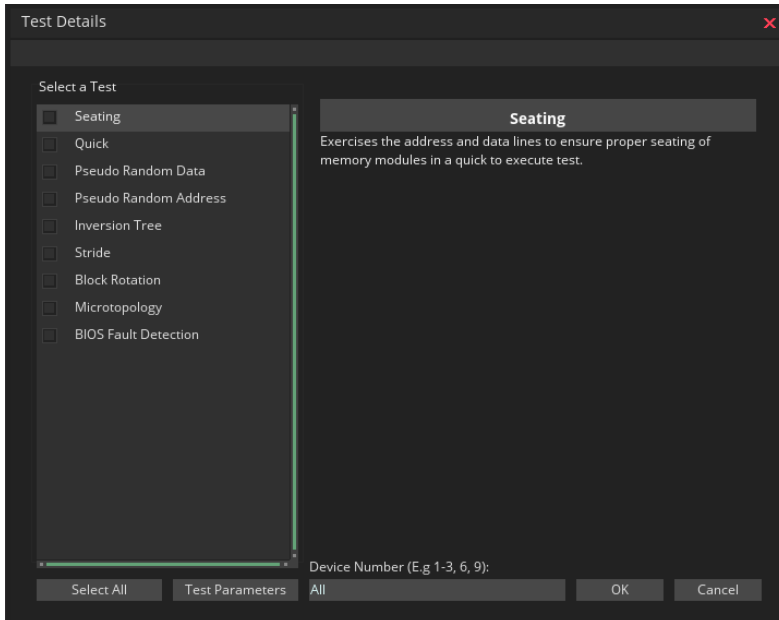 Test Details
Select a Test
Seating
Quick
Pseudo Random Data
Pseudo Random Address
Inversion Tree
Stride
Block Rotation
Microtopology
BIOS Fault Detection
Seating
Exercises the address and data lines to ensure proper seating of
memory modules in a quick to execute test.
Device Number (E.g 1-3, 6, 9):
Select All
Test Parameters
All
OK
Cancel